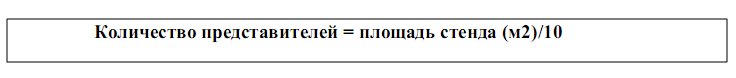 Количество представителей = площадь стенда (м2)/10